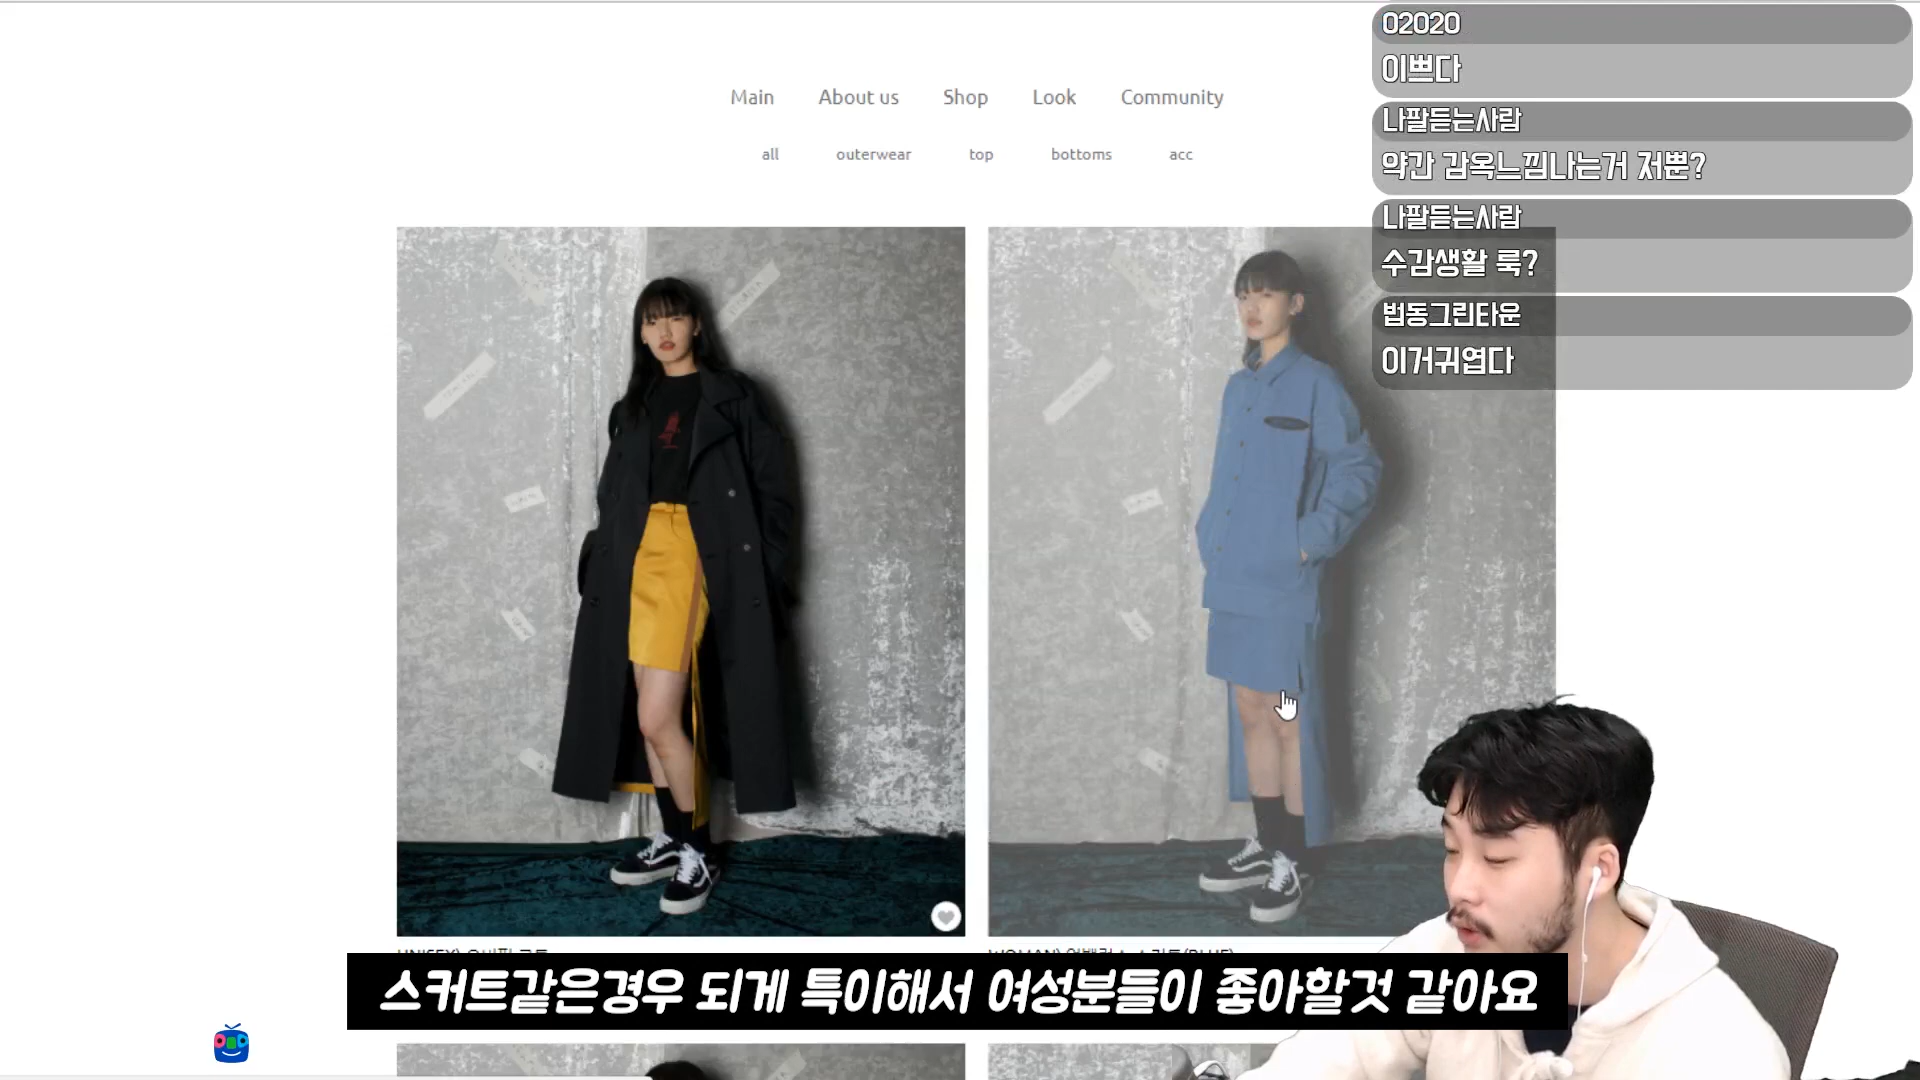 Main About us Shop Look Community
all outerwear top bottoms acc
02020
이쁘다
나팔듣는사람
약간 감옥느낌나는거 저뿐?
나팔듣는사람
수감생활 룩?
법동그린타운
이거귀엽다
스커트같은경우 되게 특이해서 여성분들이 좋아할것 같아요